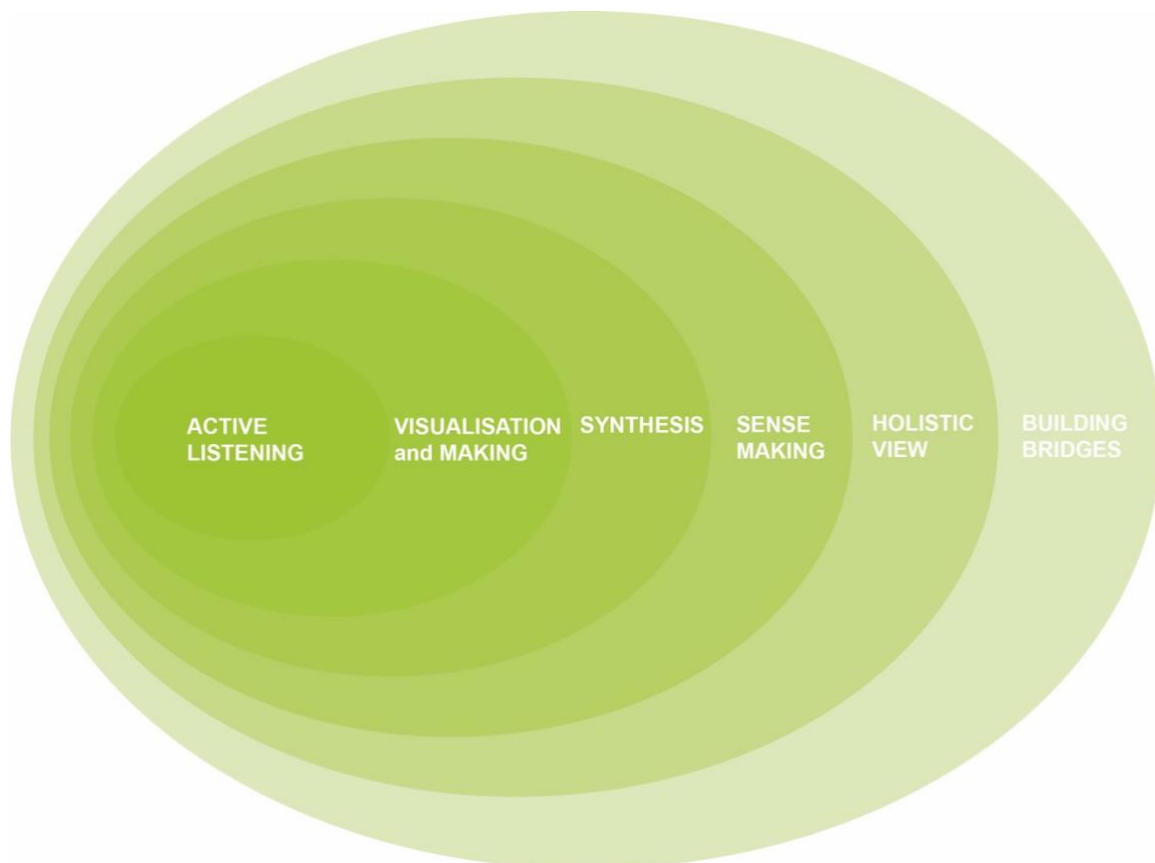 ACTIVE
LISTENING
VISUALISATION
and MAKING
SYNTHESIS
SENSE
MAKING
HOLISTIC
VIEW
BUILDING
BRIDGES